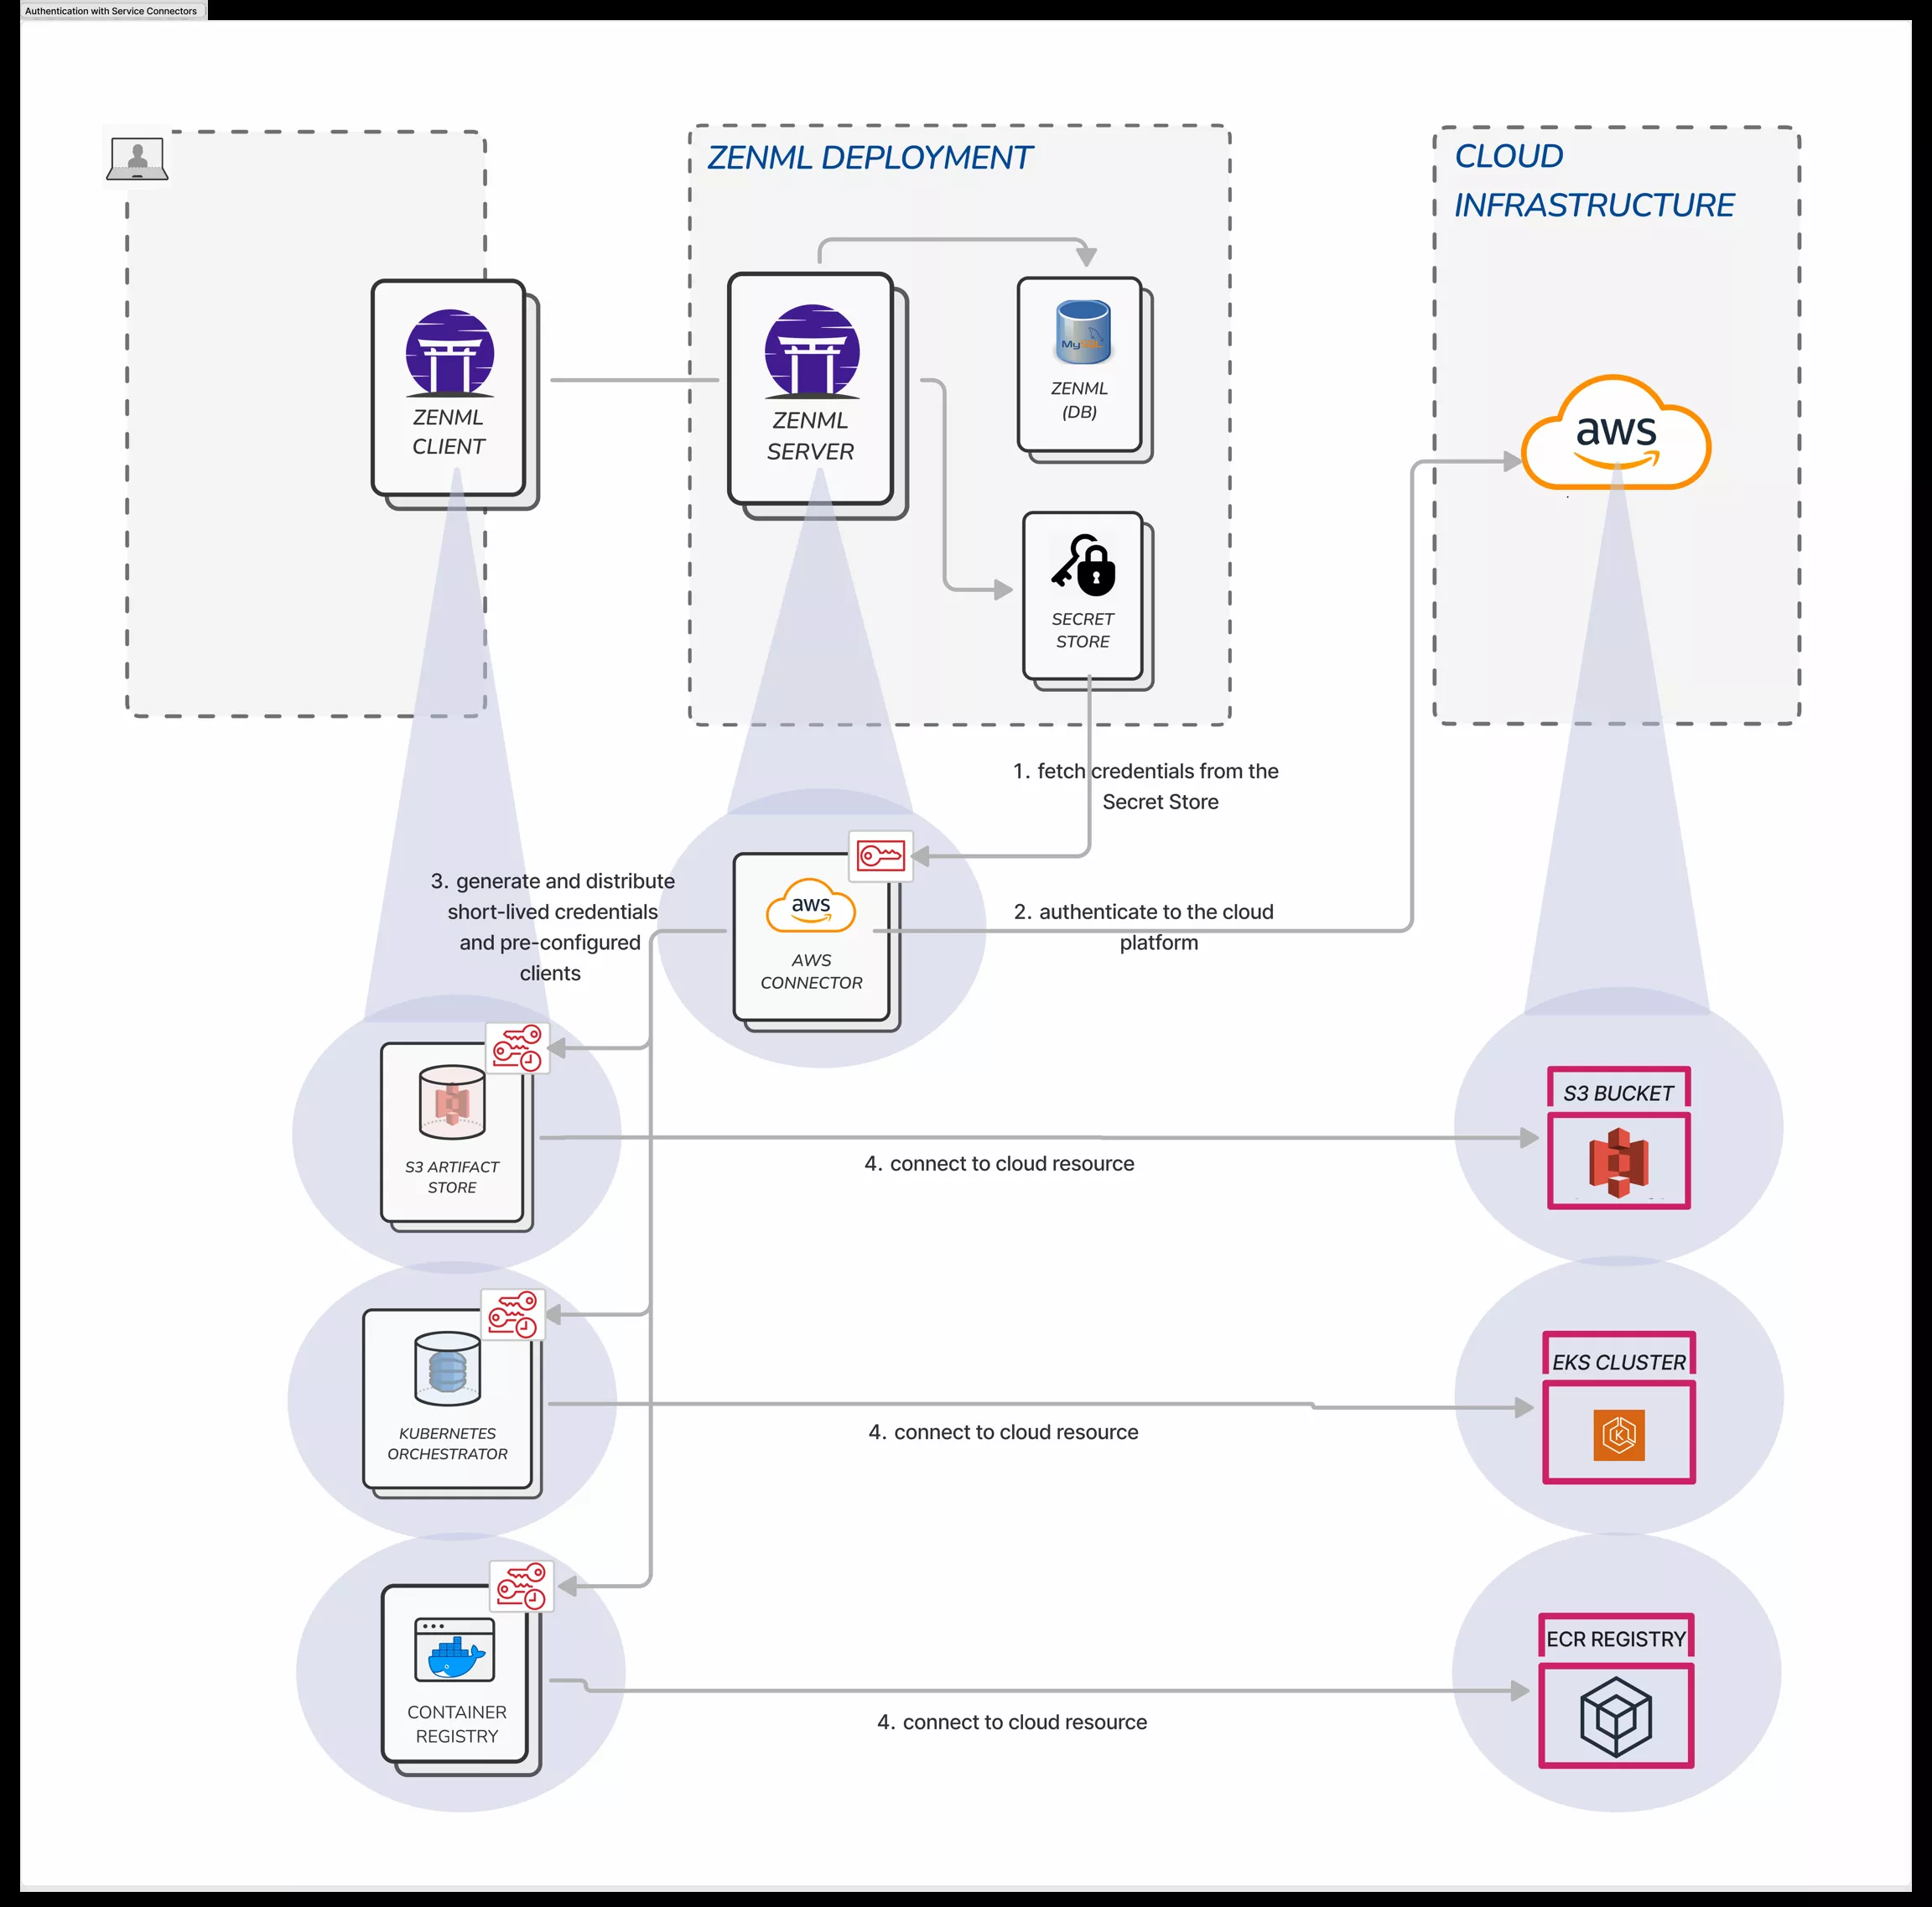 Authentication with Service Connectors
ZENML DEPLOYMENT
CLOUD
INFRASTRUCTURE
ZENML
CLIENT
ZENML
SERVER
MySQL
ZENML
(DB)
SECRET
STORE
aws
1. fetch credentials from the
Secret Store
3. generate and distribute
short-lived credentials
and pre-configured
clients
aws
AWS
CONNECTOR
2. authenticate to the cloud
platform
S3 ARTIFACT
STORE
4. connect to cloud resource
S3 BUCKET
KUBERNETES
ORCHESTRATOR
4. connect to cloud resource
EKS CLUSTER
K
CONTAINER
REGISTRY
4. connect to cloud resource
ECR REGISTRY